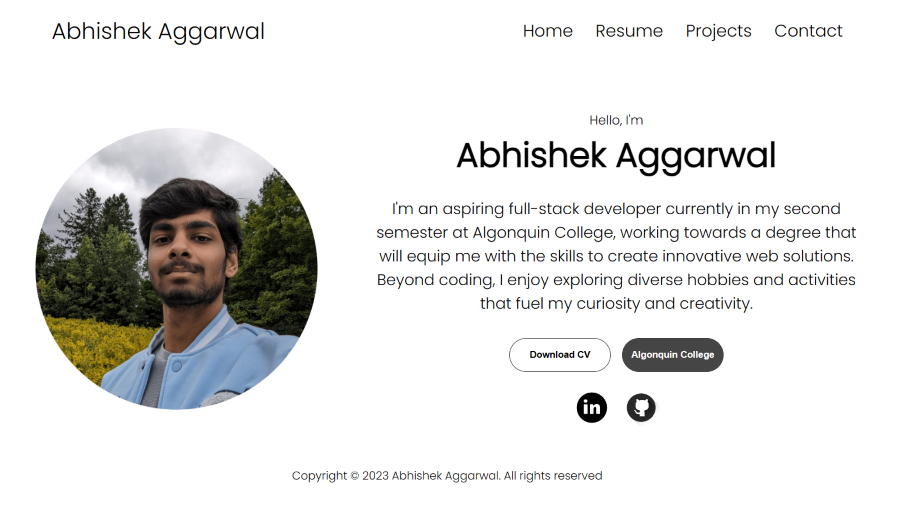 Abhishek Aggarwal
Home Resume Projects Contact
Hello, I'm
Abhishek Aggarwal
I'm an aspiring full-stack developer currently in my second
semester at Algonquin College, working towards a degree that
will equip me with the skills to create innovative web solutions.
Beyond coding, I enjoy exploring diverse hobbies and activities
that fuel my curiosity and creativity.
Download CV Algonquin College
in
Copyright © 2023 Abhishek Aggarwal. All rights reserved